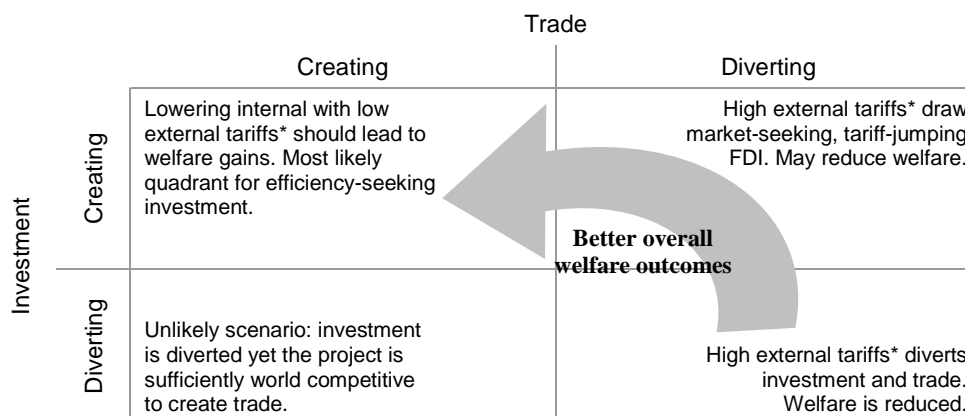 Trade
Creating
Diverting
Investment
Creating
Lowering internal with low
external tariffs* should lead to
welfare gains. Most likely
quadrant for efficiency-seeking
investment.
High external tariffs* draw
market-seeking, tariff-jumping
FDI. May reduce welfare.
Better overall
welfare outcomes
Diverting
Unlikely scenario: investment
is diverted yet the project is
sufficiently world competitive
to create trade.
High external tariffs* diverts
investment and trade.
Welfare is reduced.